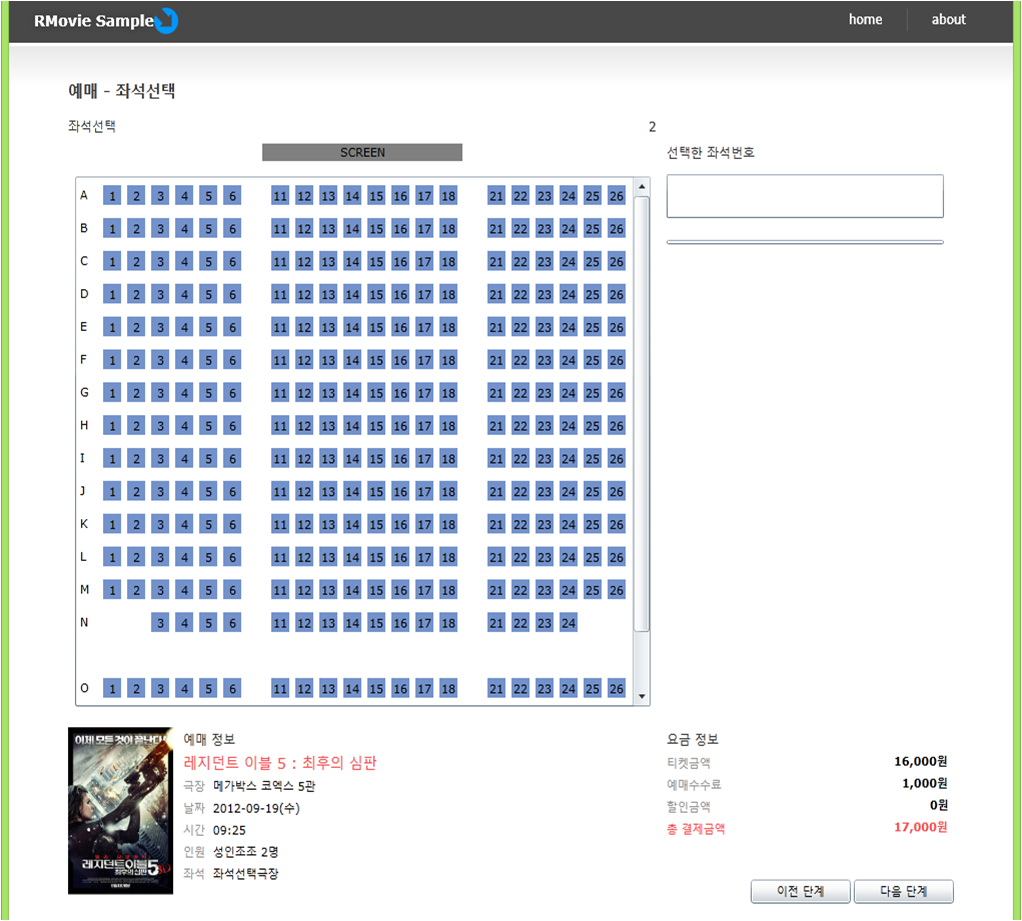 RMovie Sample
home about
예매 - 좌석선택
좌석선택 2
SCREEN
선택한 좌석번호
A 1 2 3 4 5 6 11 12 13 14 15 16 17 18 21 22 23 24 25 26
B 1 2 3 4 5 6 11 12 13 14 15 16 17 18 21 22 23 24 25 26
C 1 2 3 4 5 6 11 12 13 14 15 16 17 18 21 22 23 24 25 26
D 1 2 3 4 5 6 11 12 13 14 15 16 17 18 21 22 23 24 25 26
E 1 2 3 4 5 6 11 12 13 14 15 16 17 18 21 22 23 24 25 26
F 1 2 3 4 5 6 11 12 13 14 15 16 17 18 21 22 23 24 25 26
G 1 2 3 4 5 6 11 12 13 14 15 16 17 18 21 22 23 24 25 26
H 1 2 3 4 5 6 11 12 13 14 15 16 17 18 21 22 23 24 25 26
I 1 2 3 4 5 6 11 12 13 14 15 16 17 18 21 22 23 24 25 26
J 1 2 3 4 5 6 11 12 13 14 15 16 17 18 21 22 23 24 25 26
K 1 2 3 4 5 6 11 12 13 14 15 16 17 18 21 22 23 24 25 26
L 1 2 3 4 5 6 11 12 13 14 15 16 17 18 21 22 23 24 25 26
M 1 2 3 4 5 6 11 12 13 14 15 16 17 18 21 22 23 24 25 26
N 3 4 5 6 11 12 13 14 15 16 17 18 21 22 23 24
O 1 2 3 4 5 6 11 12 13 14 15 16 17 18 21 22 23 24 25 26
이제 모든 것이 끝난다!
레지던트 이블5
최후의 심판
예매 정보
레지던트 이블 5 : 최후의 심판
극장 메가박스 코엑스 5관
날짜 2012-09-19(수)
시간 09:25
인원 성인조조 2명
좌석 좌석선택극장
요금 정보
티켓금액 16,000원
예매수수료 1,000원
할인금액 0원
총 결제금액 17,000원
이전 단계 다음 단계